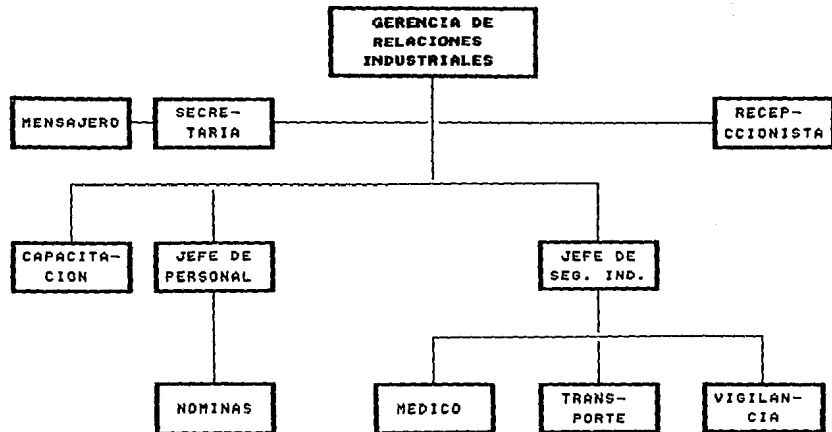 GERENCIA DE
RELACIONES
INDUSTRIALES
MENSAJERO
SECRE-
TARIA
RECEP-
CCIONISTA
CAPACITA-
CION
JEFE DE
PERSONAL
JEFE DE
SEG. IND.
NOMINAS
MEDICO
TRANS-
PORTE
VIGILAN-
CIA